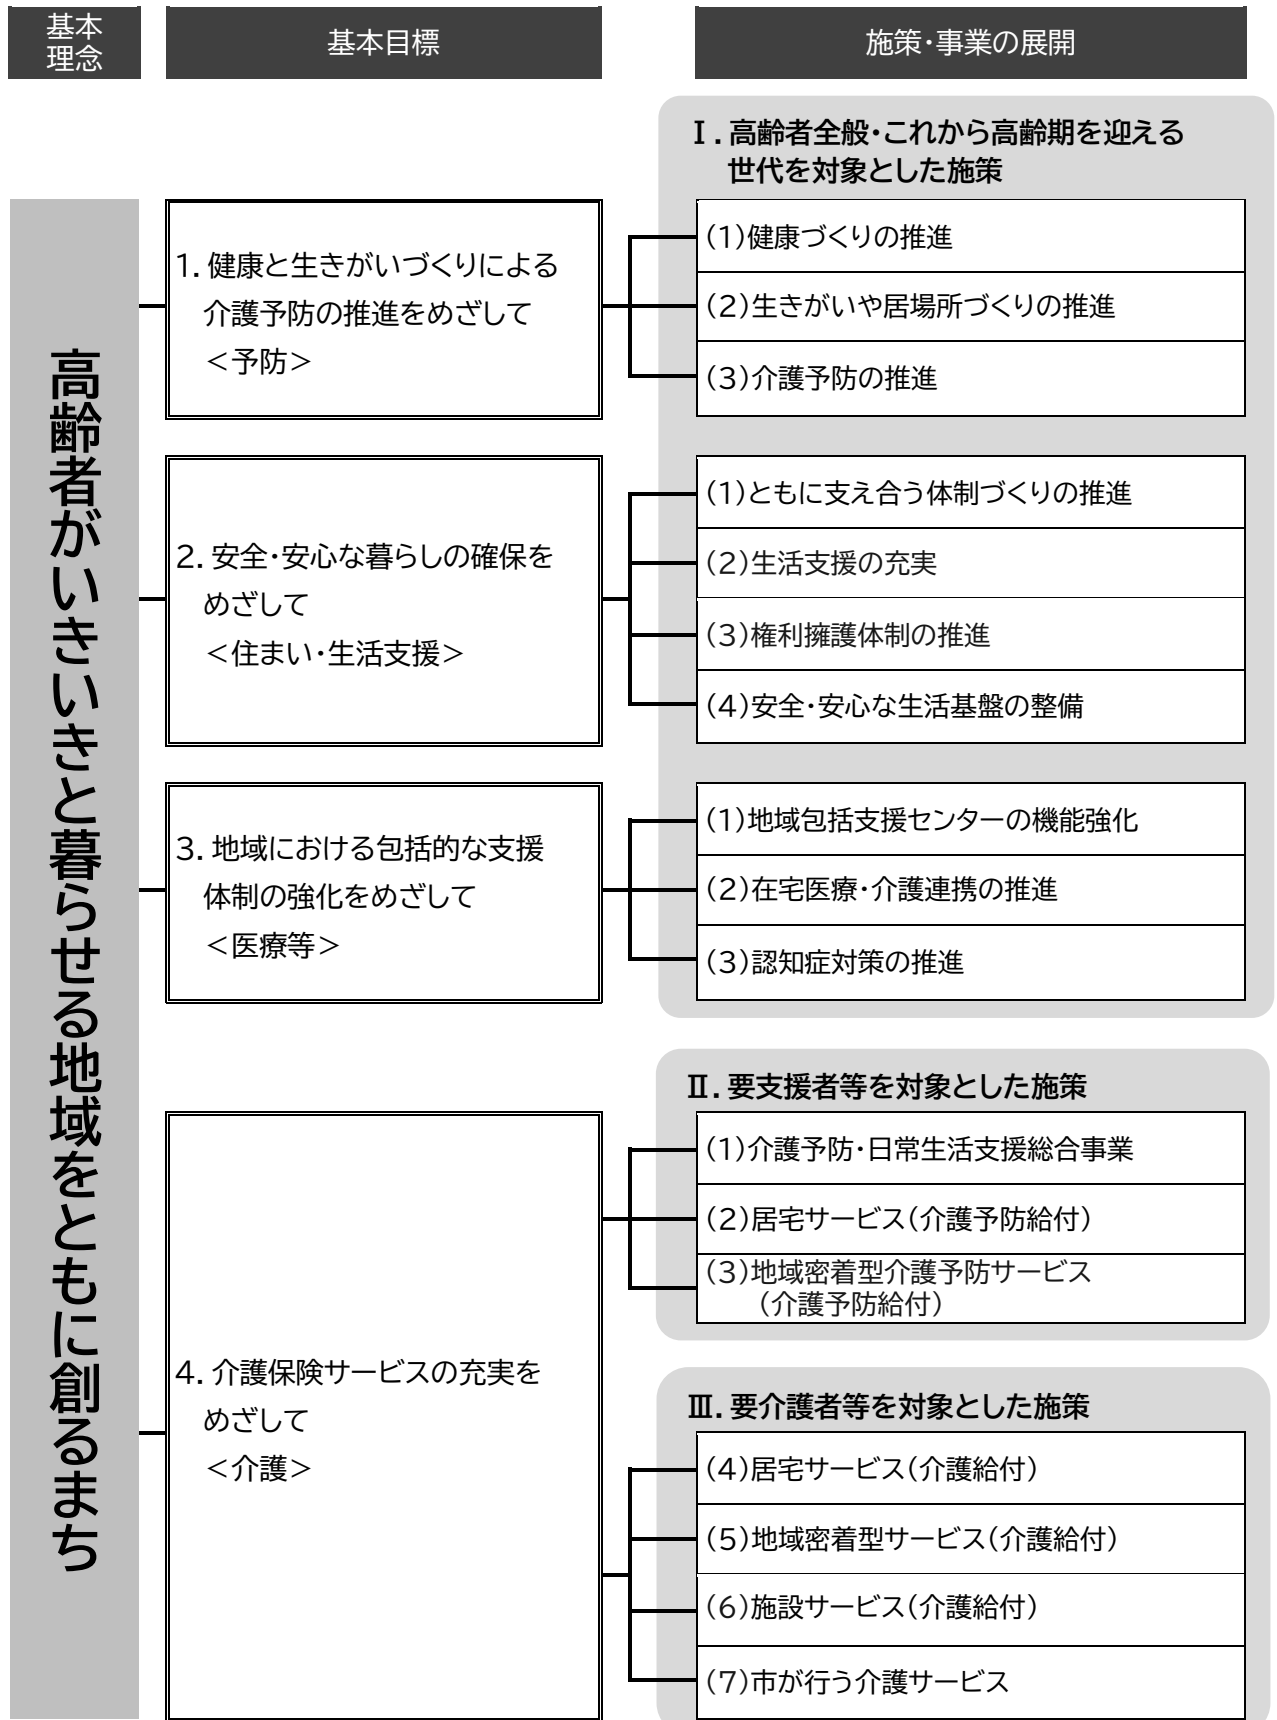 基本
理念
基本目標
施策・事業の展開
高齢者がいきいきと暮らせる地域をともに創るまち
Ⅰ．高齢者全般・これから高齢期を迎える
世代を対象とした施策
1．健康と生きがいづくりによる
介護予防の推進をめざして
＜予防＞
（1）健康づくりの推進
（2）生きがいや居場所づくりの推進
（3）介護予防の推進
2．安全・安心な暮らしの確保を
めざして
＜住まい・生活支援＞
（1）ともに支え合う体制づくりの推進
（2）生活支援の充実
（3）権利擁護体制の推進
（4）安全・安心な生活基盤の整備
3．地域における包括的な支援
体制の強化をめざして
＜医療等＞
（1）地域包括支援センターの機能強化
（2）在宅医療・介護連携の推進
（3）認知症対策の推進
4．介護保険サービスの充実を
めざして
＜介護＞
Ⅱ．要支援者等を対象とした施策
（1）介護予防・日常生活支援総合事業
（2）居宅サービス（介護予防給付）
（3）地域密着型介護予防サービス
（介護予防給付）
Ⅲ．要介護者等を対象とした施策
（4）居宅サービス（介護給付）
（5）地域密着型サービス（介護給付）
（6）施設サービス（介護給付）
（7）市が行う介護サービス